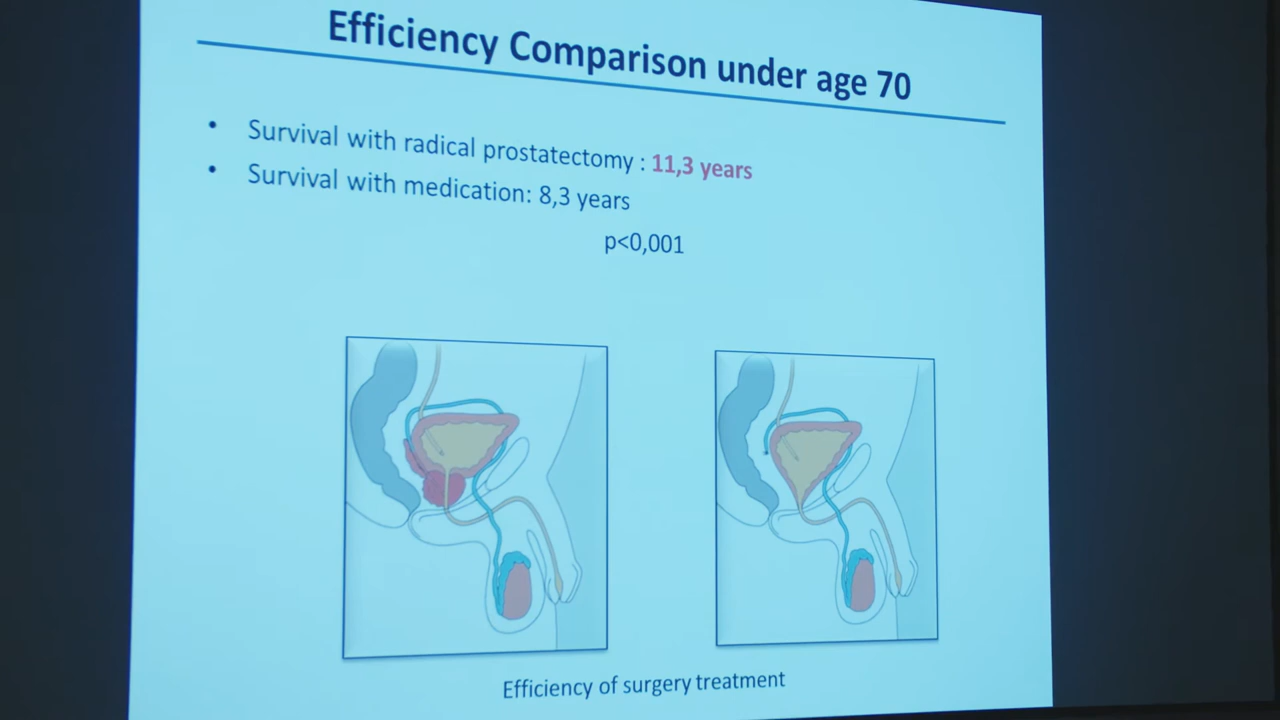 Efficiency Comparison under age 70
• Survival with radical prostatectomy : 11,3 years
• Survival with medication: 8,3 years
p<0,001
Efficiency of surgery treatment